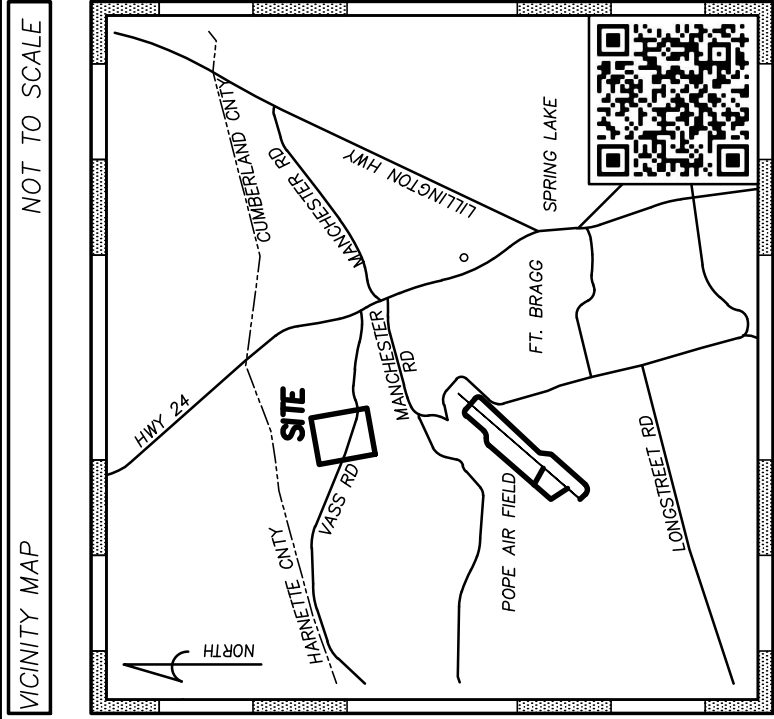 VICINITY MAP
NOT TO SCALE
CUMBERLAND CNTY
MANCHESTER RD
LILLINGTON HWY
SPRING LAKE
HWY 24
SITE
MANCHESTER
RD
FT. BRAGG
VASS RD
HARNETTE CNTY
POPE AIR FIELD
LONGSTREET RD
NORTH